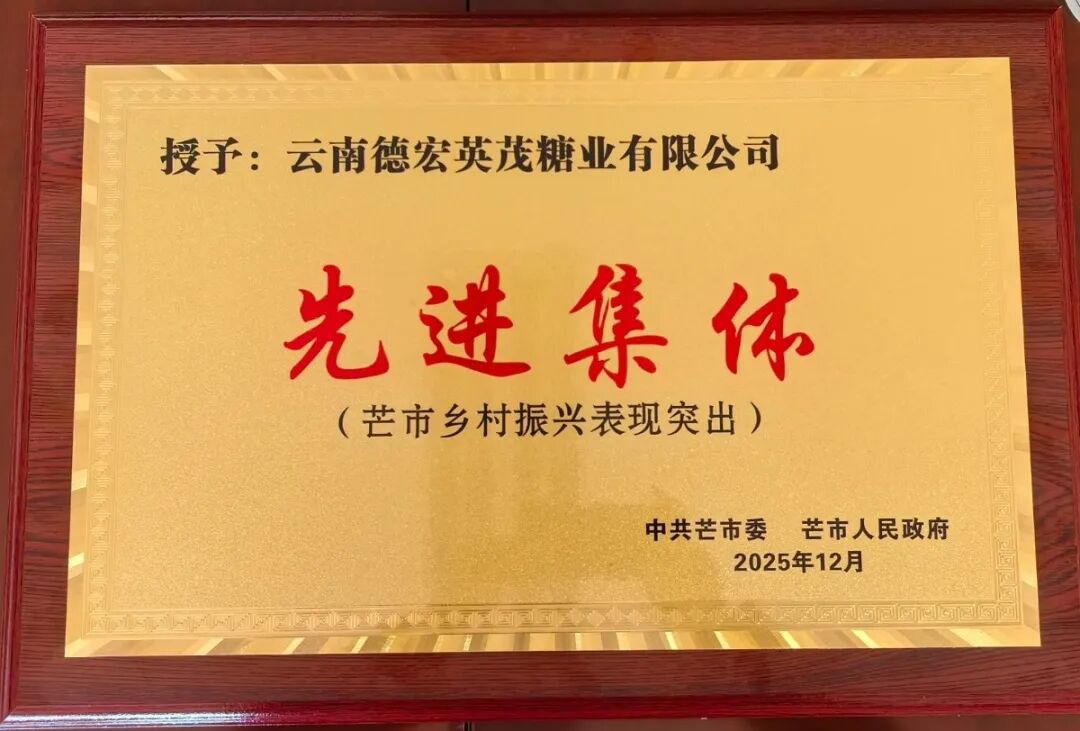 授予：云南德宏英茂糖业有限公司
先进集体
（芒市乡村振兴表现突出）
中共芒市委 芒市人民政府
2025年12月